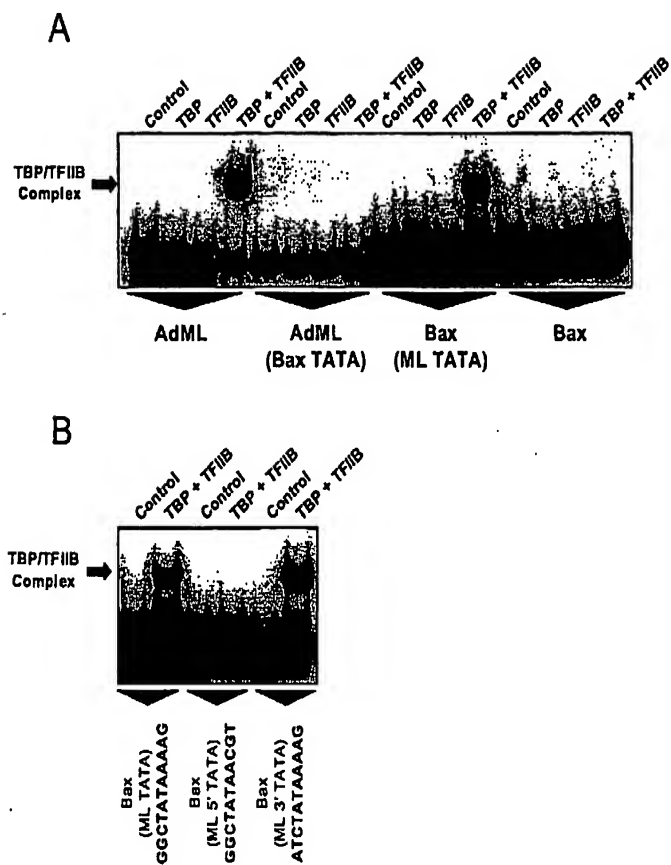 A
Control TBP TFIIB TBP + TFIIB Control TBP TFIIB TBP + TFIIB Control TBP TFIIB TBP + TFIIB Control TBP TFIIB TBP + TFIIB
TBP/TFIIB
Complex
AdML
AdML
(Bax TATA)
Bax
(ML TATA)
Bax
B
Control TBP + TFIIB Control TBP + TFIIB Control TBP + TFIIB
TBP/TFIIB
Complex
Bax
(ML TATA)
GGCTATAAAAG
Bax
(ML 5' TATA)
GGCTATAACGT
Bax
(ML 3' TATA)
ATCTATAAAAG